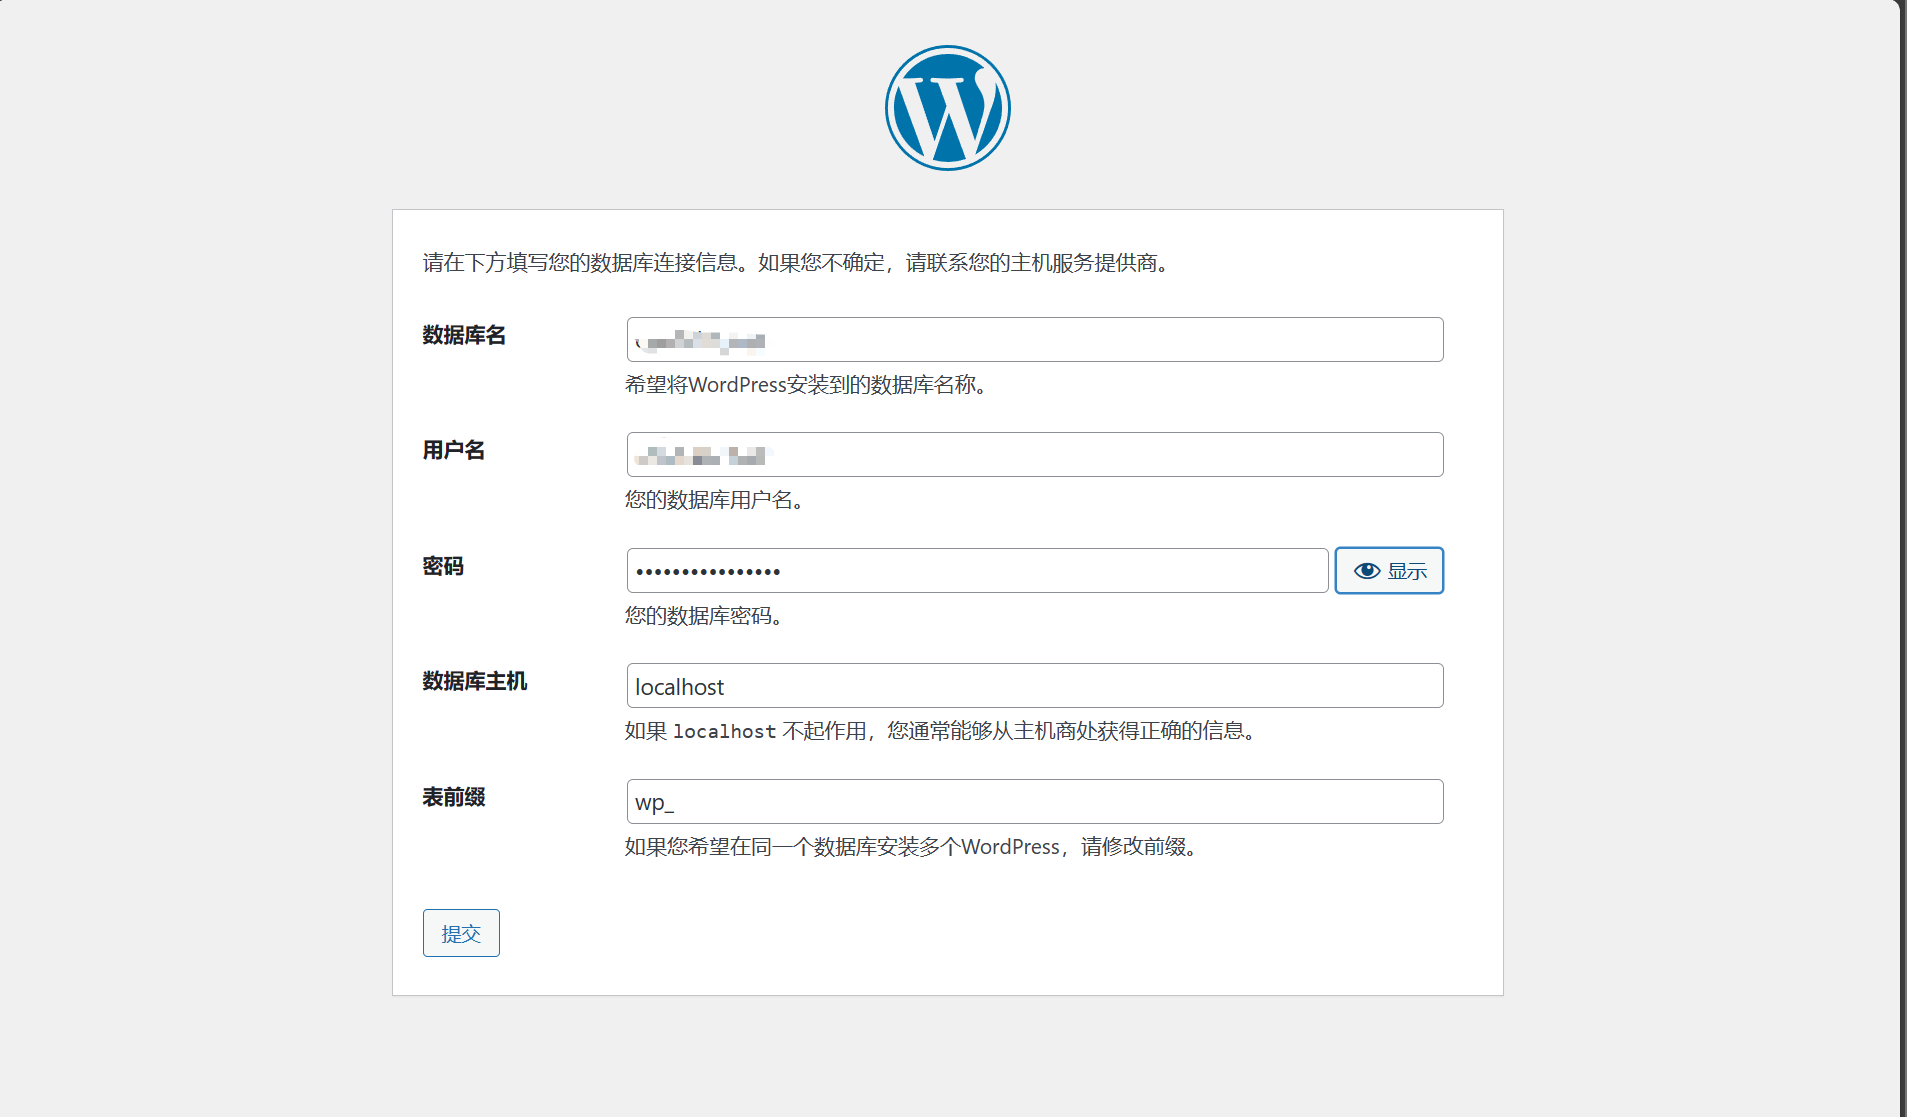 请在下方填写您的数据库连接信息。如果您不确定，请联系您的主机服务提供商。
数据库名
希望将WordPress安装到的数据库名称。
用户名
您的数据库用户名。
密码
••••••••••••••••
显示
您的数据库密码。
数据库主机
localhost
如果 localhost 不起作用，您通常能够从主机商处获得正确的信息。
表前缀
wp_
如果您希望在同一个数据库安装多个WordPress，请修改前缀。
提交